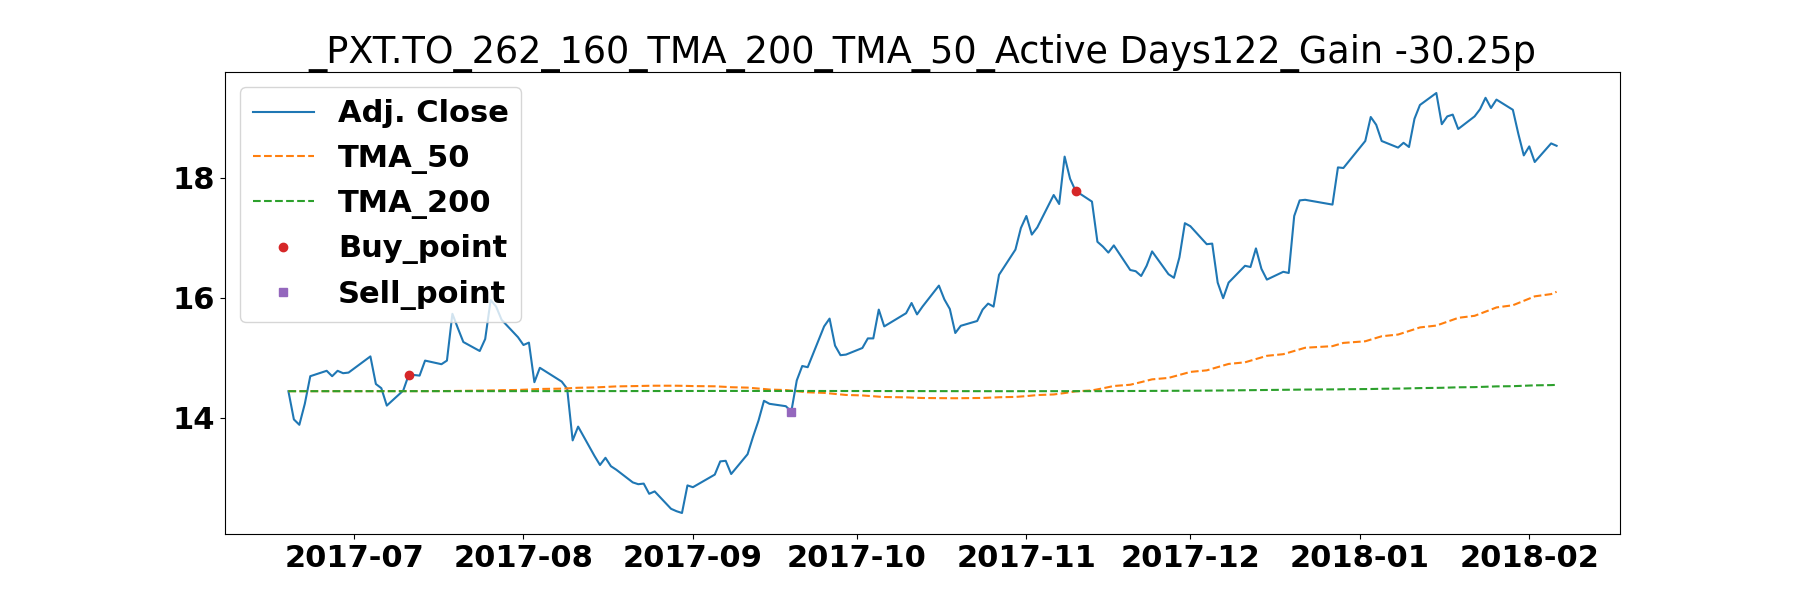 _PXT.TO_262_160_TMA_200_TMA_50_Active Days122_Gain -30.25p
Adj. Close
TMA_50
TMA_200
Buy_point
Sell_point
18
16
14
2017-07 2017-08 2017-09 2017-10 2017-11 2017-12 2018-01 2018-02